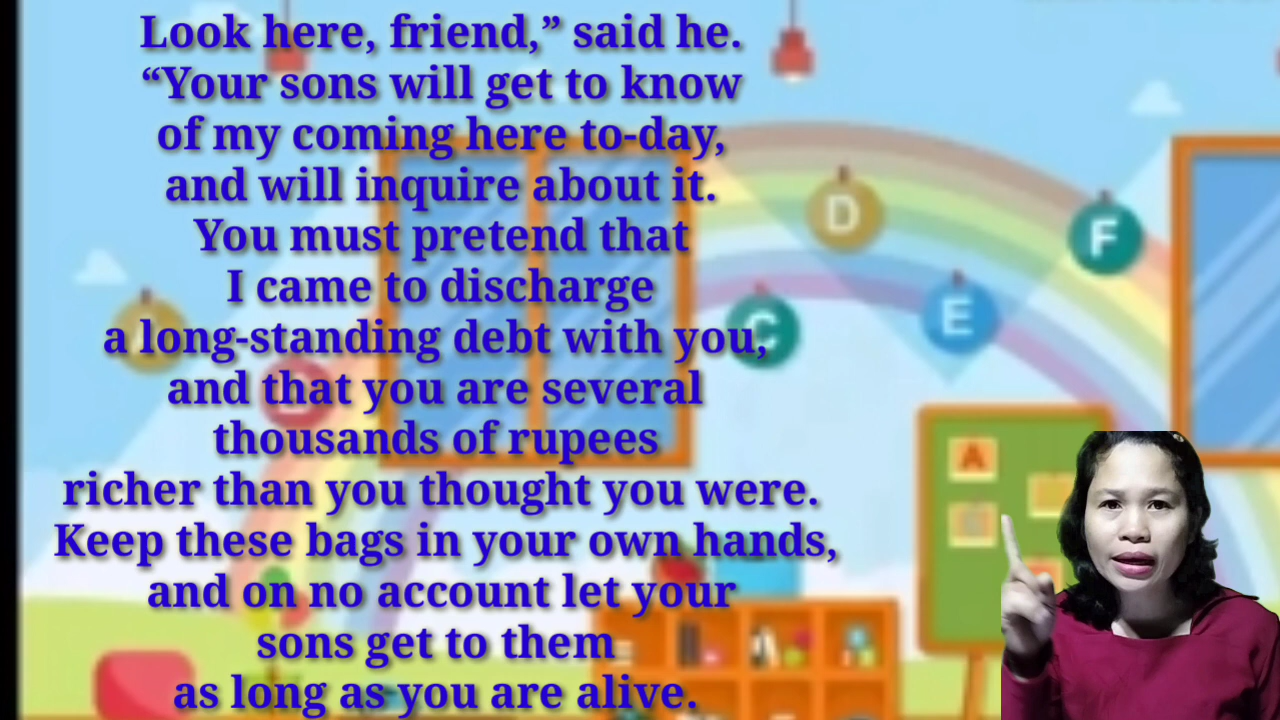 Look here, friend,” said he.
“Your sons will get to know
of my coming here to-day,
and will inquire about it.
You must pretend that
I came to discharge
a long-standing debt with you,
and that you are several
thousands of rupees
richer than you thought you were.
Keep these bags in your own hands,
and on no account let your
sons get to them
as long as you are alive.
D
F
C
E
A